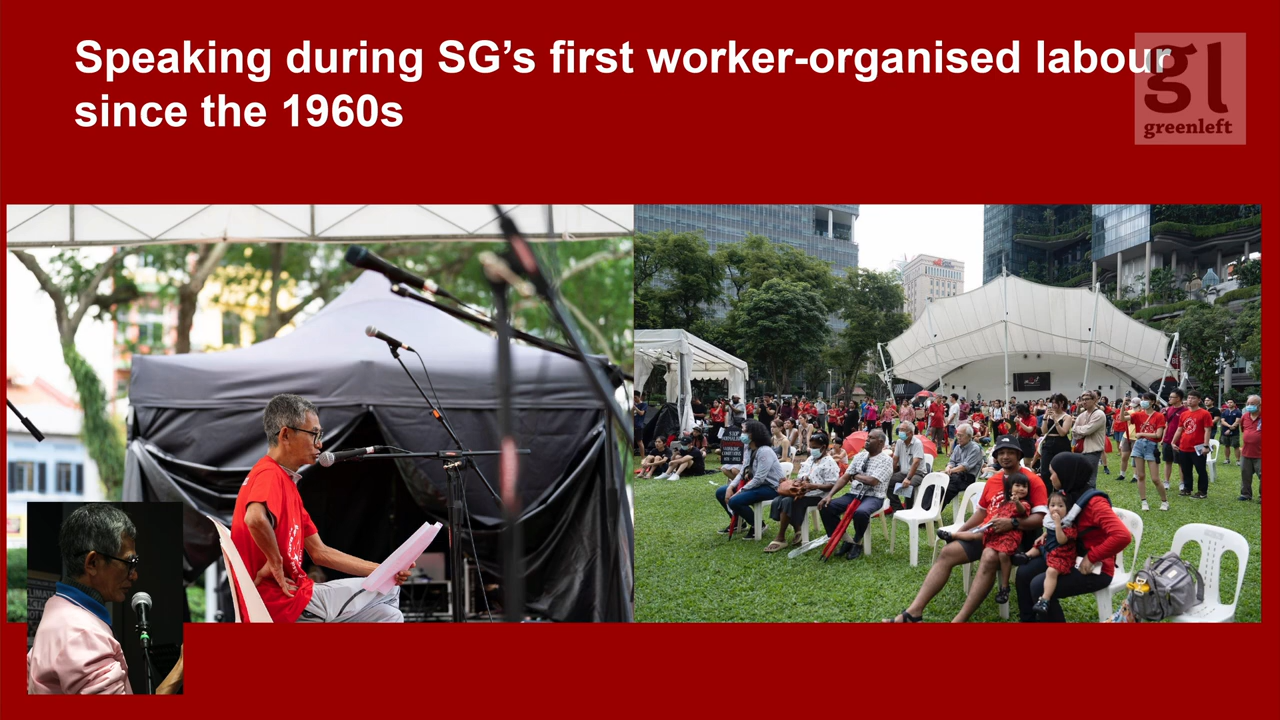 Speaking during SG’s first worker-organised labour
since the 1960s
gl
greenleft